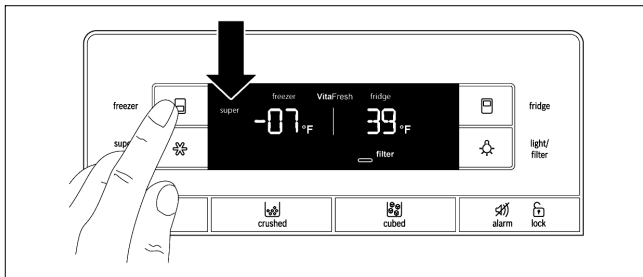 freezer VitaFresh fridge
super
-07°F 39°F
filter
freezer
fridge
light/
filter
crushed
cubed
alarm lock